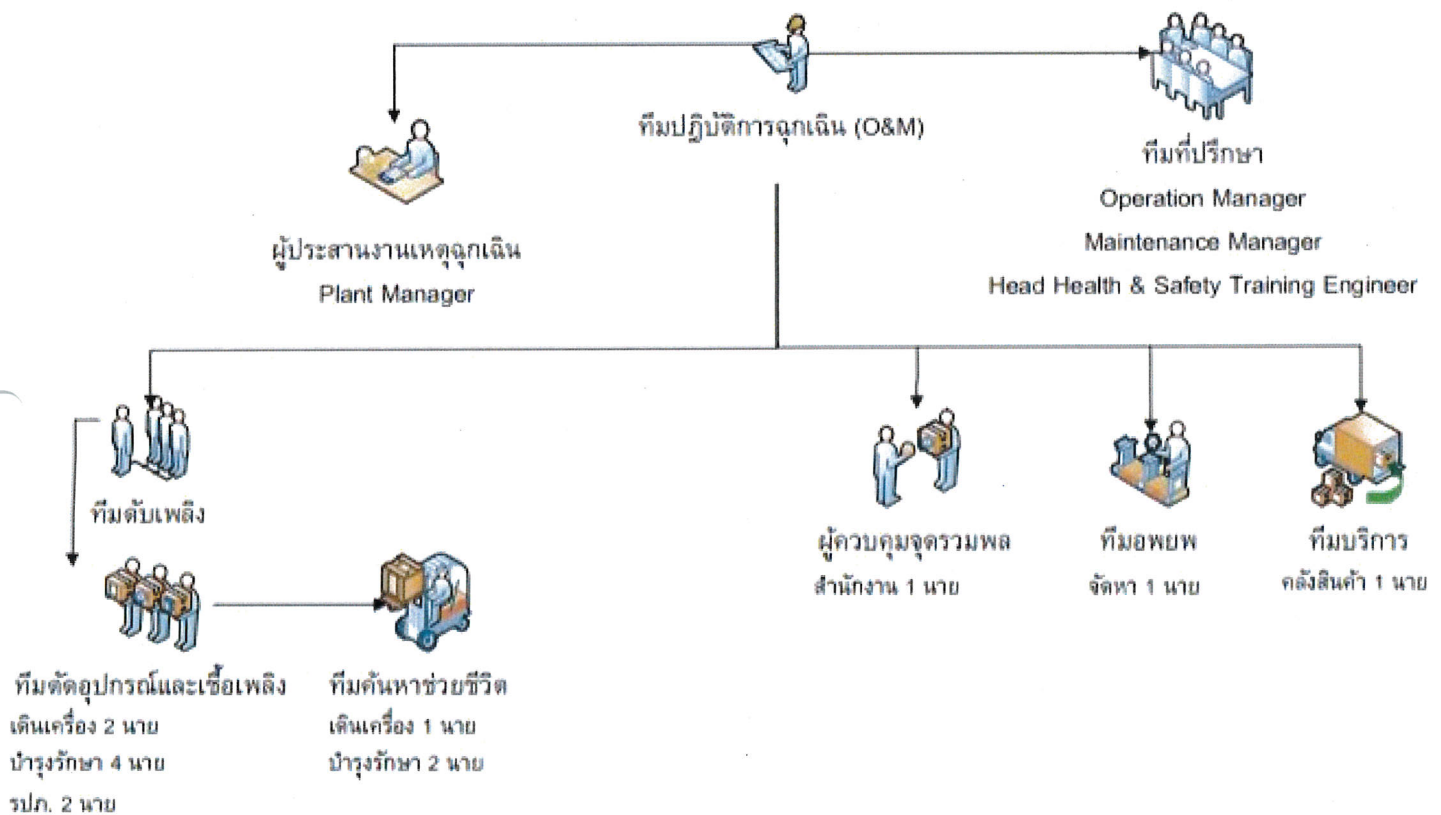 ทีมปฏิบัติการฉุกเฉิน (O&M)
ทีมที่ปรึกษา
Operation Manager
Maintenance Manager
Head Health & Safety Training Engineer
ผู้ประสานงานเหตุฉุกเฉิน
Plant Manager
ทีมดับเพลิง
ผู้ควบคุมจุดรวมพล
สำนักงาน 1 นาย
ทีมอพยพ
จัดหา 1 นาย
ทีมบริการ
คลังสินค้า 1 นาย
ทีมตัดอุปกรณ์และเชื้อเพลิง
เดินเครื่อง 2 นาย
บำรุงรักษา 4 นาย
รปภ. 2 นาย
ทีมค้นหาช่วยชีวิต
เดินเครื่อง 1 นาย
บำรุงรักษา 2 นาย